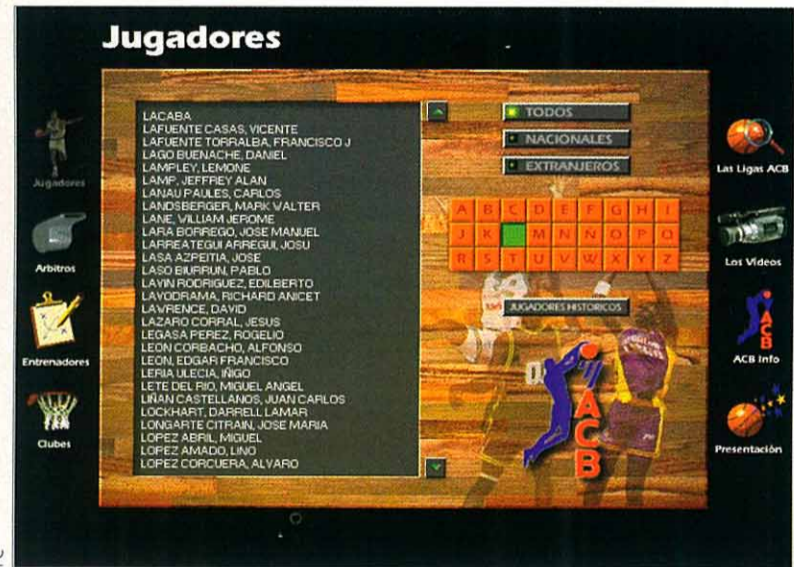 Jugadores
LACABA
LAFUENTE CASAS, VICENTE
LAFUENTE TORRALBA, FRANCISCO J
LAGO BUENACHE, DANIEL
LAMPLEY, LEMONE
LAMP, JEFFREY ALAN
LANAU PAULES, CARLOS
LANDSBERGER, MARK WALTER
LANE, WILLIAM JEROME
LARA BORREGO, JOSE MANUEL
LARREATEGUI ARREGUI, JOSU
LASA AZPEITIA, JOSE
LASO BIURRUN, PABLO
LAVIN RODRIGUEZ, EDILBERTO
LAVODRAMA, RICHARD ANICET
LAWRENCE, DAVID
LAZARO CORRAL, JESUS
LEGASA PEREZ, ROGELIO
LEON CORBACHO, ALFONSO
LEON, EDGAR FRANCISCO
LERIA ULECIA, IÑIGO
LETE DEL RIO, MIGUEL ANGEL
LIÑAN CASTELLANOS, JUAN CARLOS
LOCKHART, DARRELL LAMAR
LONGARTE CITRAIN, JOSE MARIA
LOPEZ ABRIL, MIGUEL
LOPEZ AMADO, LINO
LOPEZ CORCUERA, ALVARO
TODOS
NACIONALES
EXTRANJEROS
A B C D E F G H I
J K M N Ñ O P Q
R S T U V W X Y Z
JUGADORES HISTORICOS
ACB
Jugadores
Arbitros
Entrenadores
Clubes
Las Ligas ACB
Los Vídeos
ACB
ACB Info
Presentación